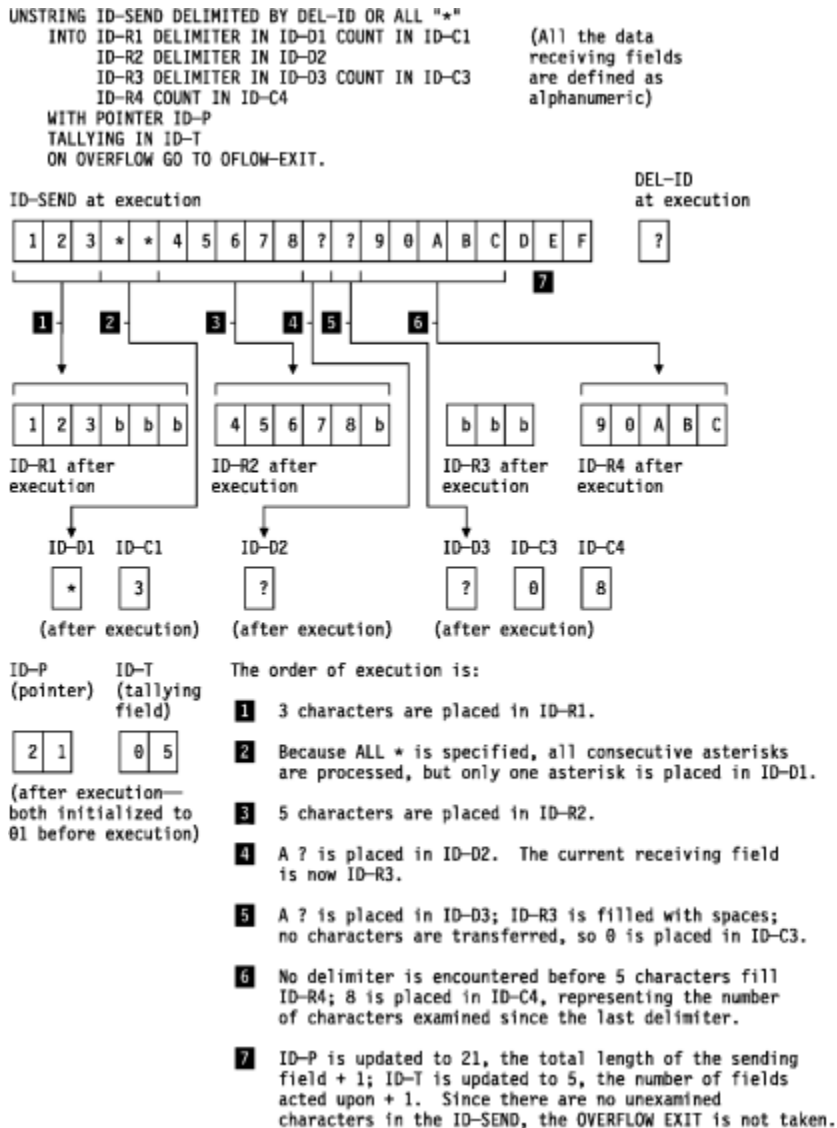 UNSTRING ID-SEND DELIMITED BY DEL-ID OR ALL "*"
INTO ID-R1 DELIMITER IN ID-D1 COUNT IN ID-C1 (All the data
ID-R2 DELIMITER IN ID-D2 receiving fields
ID-R3 DELIMITER IN ID-D3 COUNT IN ID-C3 are defined as
ID-R4 COUNT IN ID-C4 alphanumeric)
WITH POINTER ID-P
TALLYING IN ID-T
ON OVERFLOW GO TO OFLOW-EXIT.
DEL-ID
ID-SEND at execution at execution
1 2 3 * * 4 5 6 7 8 ? ? 9 0 A B C D E F ?
7
1 2 3 4 5 6
1 2 3 b b b 4 5 6 7 8 b b b b 9 0 A B C
ID-R1 after ID-R2 after ID-R3 after ID-R4 after
execution execution execution execution
ID-D1 ID-C1 ID-D2 ID-D3 ID-C3 ID-C4
* 3 ? ? 0 8
(after execution) (after execution) (after execution)
ID-P ID-T
(pointer) (tallying
field)
2 1 0 5
(after execution—
both initialized to
01 before execution)
The order of execution is:
1 3 characters are placed in ID-R1.
2 Because ALL * is specified, all consecutive asterisks
are processed, but only one asterisk is placed in ID-D1.
3 5 characters are placed in ID-R2.
4 A ? is placed in ID-D2. The current receiving field
is now ID-R3.
5 A ? is placed in ID-D3; ID-R3 is filled with spaces;
no characters are transferred, so 0 is placed in ID-C3.
6 No delimiter is encountered before 5 characters fill
ID-R4; 8 is placed in ID-C4, representing the number
of characters examined since the last delimiter.
7 ID-P is updated to 21, the total length of the sending
field + 1; ID-T is updated to 5, the number of fields
acted upon + 1. Since there are no unexamined
characters in the ID-SEND, the OVERFLOW EXIT is not taken.